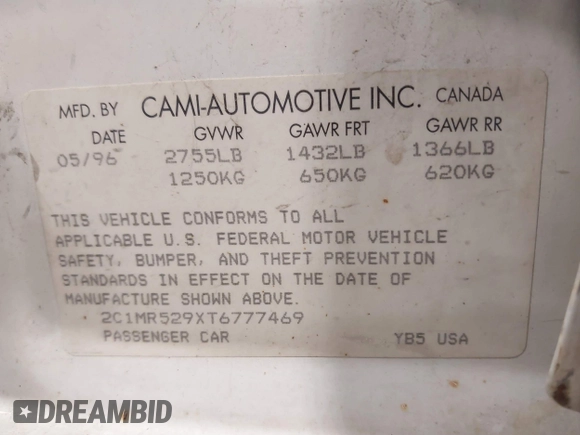 MFD. BY CAMI-AUTOMOTIVE INC. CANADA
DATE GVWR GAWR FRT GAWR RR
05/96 2755LB 1432LB 1366LB
1250KG 650KG 620KG
THIS VEHICLE CONFORMS TO ALL
APPLICABLE U.S. FEDERAL MOTOR VEHICLE
SAFETY, BUMPER, AND THEFT PREVENTION
STANDARDS IN EFFECT ON THE DATE OF
MANUFACTURE SHOWN ABOVE.
2C1MR529XT6777469
PASSENGER CAR YB5 USA
DREAMBID